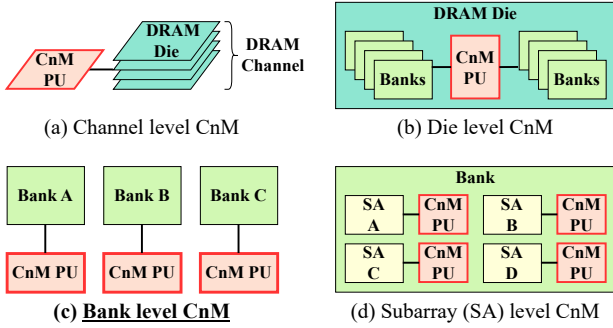 DRAM
Die
CnM
PU
DRAM
Channel
(a) Channel level CnM
DRAM Die
Banks
CnM
PU
Banks
(b) Die level CnM
Bank A
Bank B
Bank C
CnM PU
CnM PU
CnM PU
(c) Bank level CnM
Bank
SA
A
CnM
PU
SA
B
CnM
PU
SA
C
CnM
PU
SA
D
CnM
PU
(d) Subarray (SA) level CnM